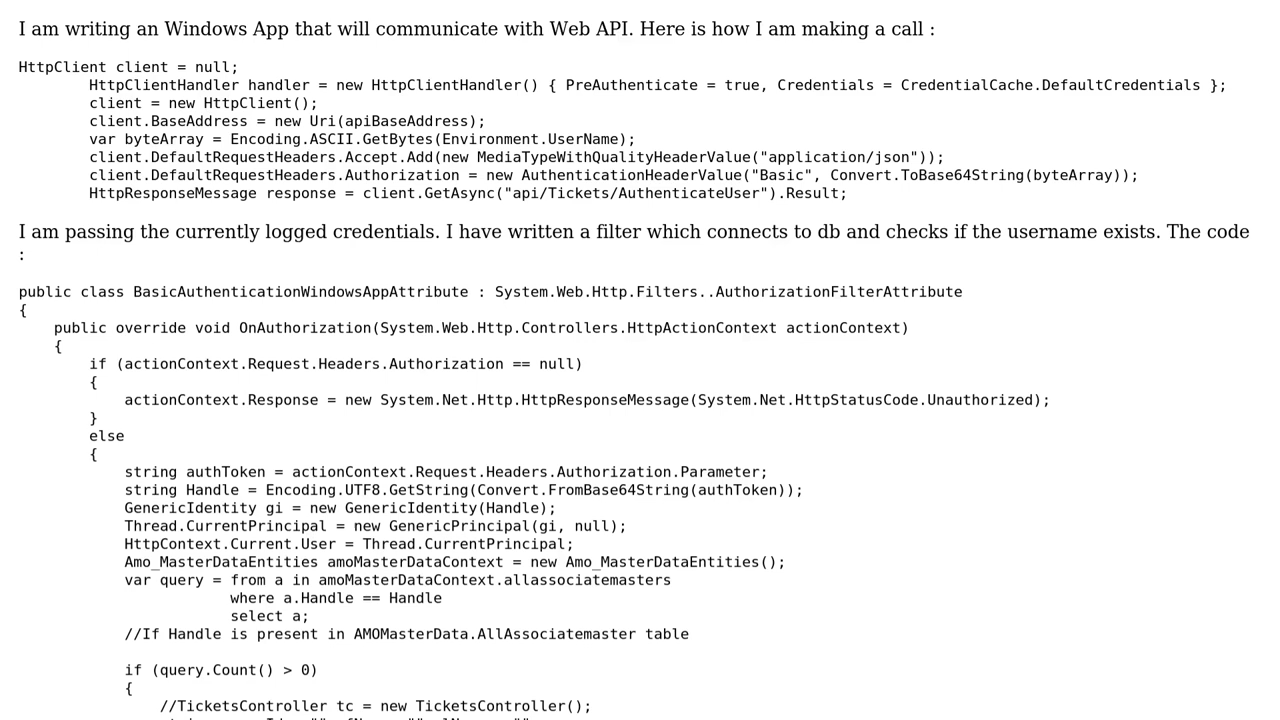 I am writing an Windows App that will communicate with Web API. Here is how I am making a call :
HttpClient client = null;
        HttpClientHandler handler = new HttpClientHandler() { PreAuthenticate = true, Credentials = CredentialCache.DefaultCredentials };
        client = new HttpClient();
        client.BaseAddress = new Uri(apiBaseAddress);
        var byteArray = Encoding.ASCII.GetBytes(Environment.UserName);
        client.DefaultRequestHeaders.Accept.Add(new MediaTypeWithQualityHeaderValue("application/json"));
        client.DefaultRequestHeaders.Authorization = new AuthenticationHeaderValue("Basic", Convert.ToBase64String(byteArray));
        HttpResponseMessage response = client.GetAsync("api/Tickets/AuthenticateUser").Result;
I am passing the currently logged credentials. I have written a filter which connects to db and checks if the username exists. The code
:
public class BasicAuthenticationWindowsAppAttribute : System.Web.Http.Filters..AuthorizationFilterAttribute
{
    public override void OnAuthorization(System.Web.Http.Controllers.HttpActionContext actionContext)
    {
        if (actionContext.Request.Headers.Authorization == null)
        {
            actionContext.Response = new System.Net.Http.HttpResponseMessage(System.Net.HttpStatusCode.Unauthorized);
        }
        else
        {
            string authToken = actionContext.Request.Headers.Authorization.Parameter;
            string Handle = Encoding.UTF8.GetString(Convert.FromBase64String(authToken));
            GenericIdentity gi = new GenericIdentity(Handle);
            Thread.CurrentPrincipal = new GenericPrincipal(gi, null);
            HttpContext.Current.User = Thread.CurrentPrincipal;
            Amo_MasterDataEntities amoMasterDataContext = new Amo_MasterDataEntities();
            var query = from a in amoMasterDataContext.allassociatemasters
                        where a.Handle == Handle
                        select a;
            //If Handle is present in AMOMasterData.AllAssociatemaster table
            if (query.Count() > 0)
            {
                //TicketsController tc = new TicketsController();